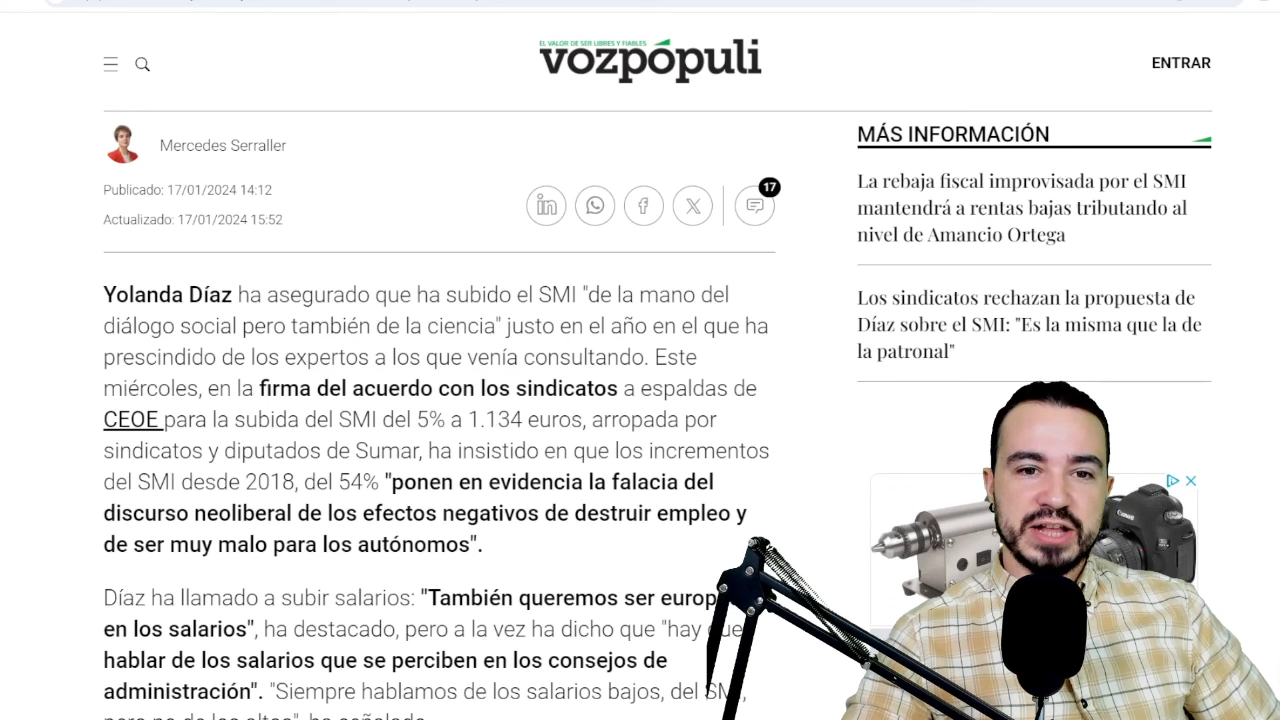 EL VALOR DE SER LIBRES Y FIABLES
vozpópuli
ENTRAR
Mercedes Serraller
Publicado: 17/01/2024 14:12
Actualizado: 17/01/2024 15:52
17
Yolanda Díaz ha asegurado que ha subido el SMI "de la mano del
diálogo social pero también de la ciencia" justo en el año en el que ha
prescindido de los expertos a los que venía consultando. Este
miércoles, en la firma del acuerdo con los sindicatos a espaldas de
CEOE para la subida del SMI del 5% a 1.134 euros, arropada por
sindicatos y diputados de Sumar, ha insistido en que los incrementos
del SMI desde 2018, del 54% "ponen en evidencia la falacia del
discurso neoliberal de los efectos negativos de destruir empleo y
de ser muy malo para los autónomos".
Díaz ha llamado a subir salarios: "También queremos ser europ
en los salarios", ha destacado, pero a la vez ha dicho que "hay que
hablar de los salarios que se perciben en los consejos de
administración". "Siempre hablamos de los salarios bajos, del SMI,
MÁS INFORMACIÓN
La rebaja fiscal improvisada por el SMI
mantendrá a rentas bajas tributando al
nivel de Amancio Ortega
Los sindicatos rechazan la propuesta de
Díaz sobre el SMI: "Es la misma que la de
la patronal"
Canon